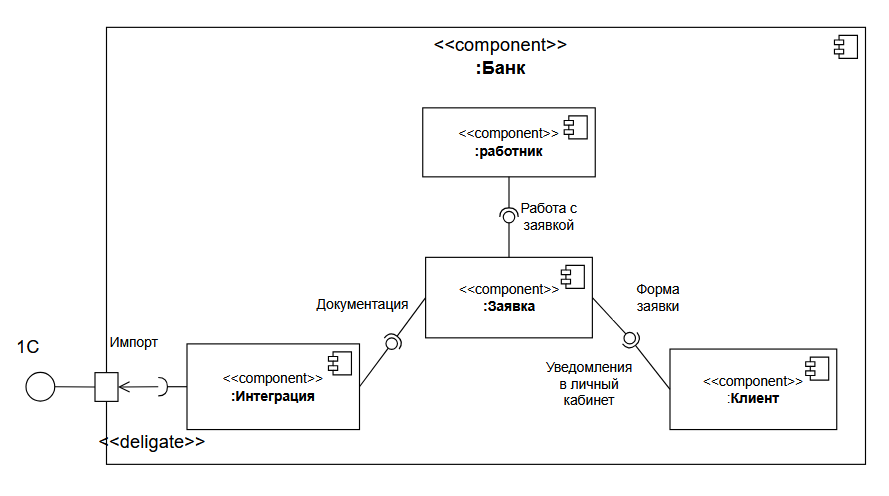 <<component>>
:Банк
<<component>>
:работник
Работа с
заявкой
<<component>>
:Заявка
Документация
Форма
заявки
1С
Импорт
<<component>>
:Интеграция
Уведомления
в личный
кабинет
<<component>>
:Клиент
<<deligate>>